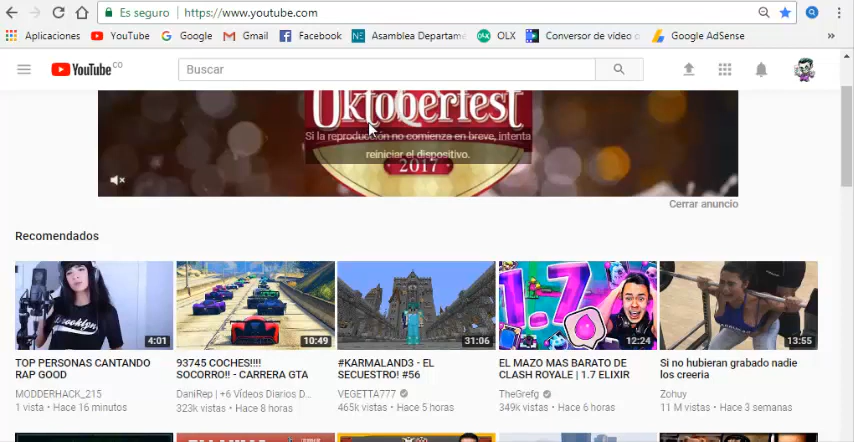 Es seguro
https://www.youtube.com
Aplicaciones
YouTube
Google
Gmail
Facebook
Asamblea Departame
OLX
Conversor de video o
Google AdSense
»
YouTube CO
Buscar
Oktoberfest
Si la reproducción no comienza en breve, intenta
reiniciar el dispositivo.
2017
Cerrar anuncio
Recomendados
brooklyn
4:01
10:49
31:06
1.7
12:24
13:55
TOP PERSONAS CANTANDO
RAP GOOD
MODDERHACK_215
1 vista • Hace 16 minutos
93745 COCHES!!!!
SOCORRO!! - CARRERA GTA
DaniRep | +6 Vídeos Diarios D...
323k vistas • Hace 8 horas
#KARMALAND3 - EL
SECUESTRO! #56
VEGETTA777
465k vistas • Hace 5 horas
EL MAZO MAS BARATO DE
CLASH ROYALE | 1.7 ELIXIR
TheGrefg
349k vistas • Hace 6 horas
Si no hubieran grabado nadie
los creeria
Zohuy
11 M vistas • Hace 3 semanas